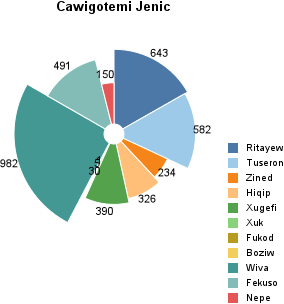 Cawigotemi Jenic
643
582
234
326
390
30
982
491
150
Ritayew
Tuseron
Zined
Hiqip
Xugefi
Xuk
Fukod
Boziw
Wiva
Fekuso
Nepe